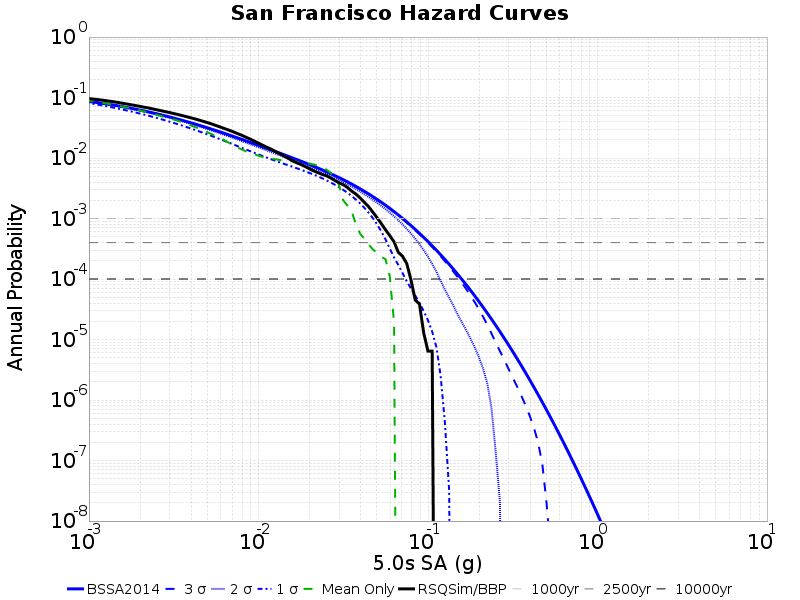 San Francisco Hazard Curves
Annual Probability
10^0
10^-1
10^-2
10^-3
10^-4
10^-5
10^-6
10^-7
10^-8
10^-3 10^-2 10^-1 10^0 10^1
5.0s SA (g)
BSSA2014 3 σ 2 σ 1 σ Mean Only RSQSim/BBP 1000yr 2500yr 10000yr